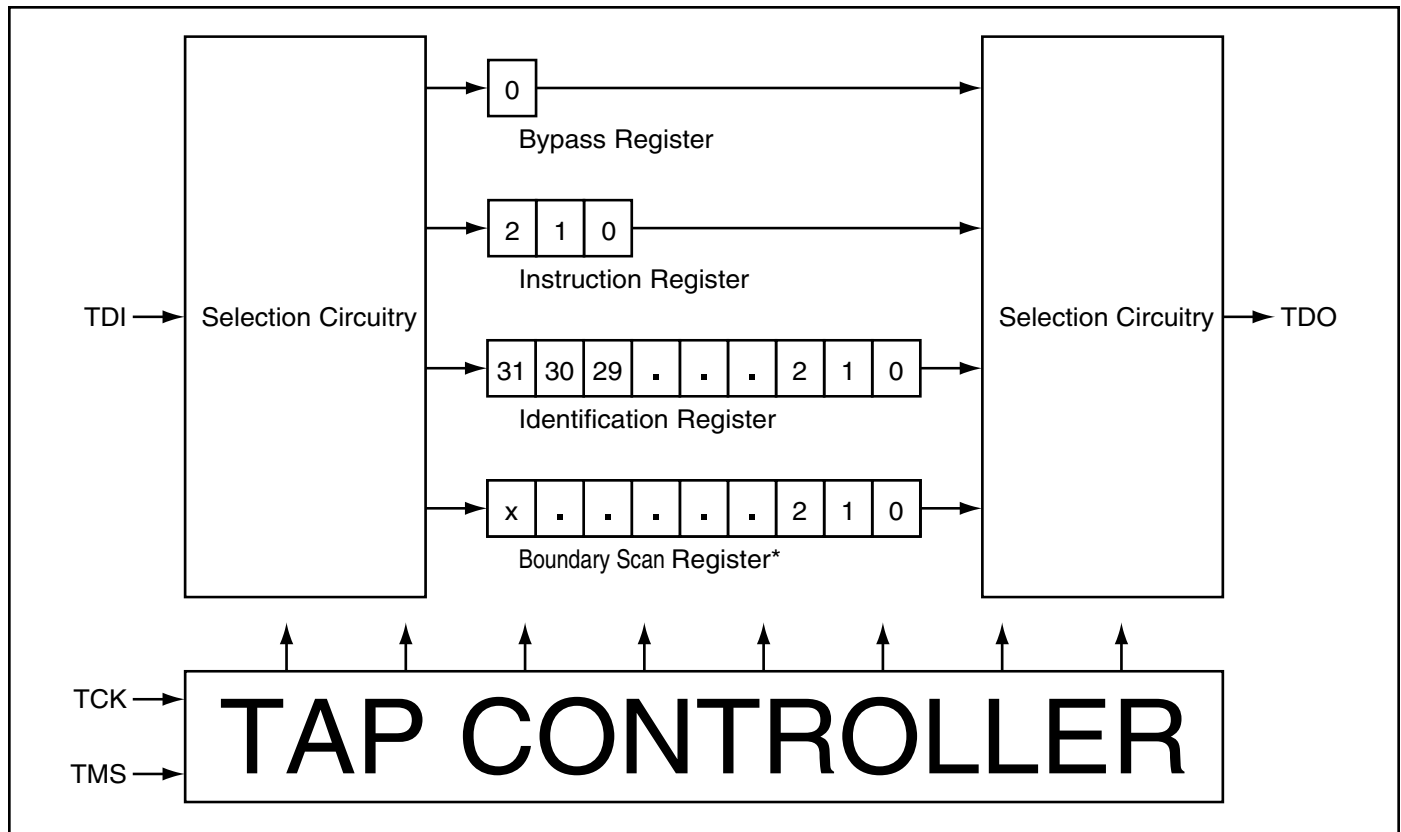 0
Bypass Register
2 1 0
Instruction Register
TDI
Selection Circuitry
Selection Circuitry
TDO
31 30 29 . . . 2 1 0
Identification Register
x . . . . . 2 1 0
Boundary Scan Register*
TCK
TMS
TAP CONTROLLER